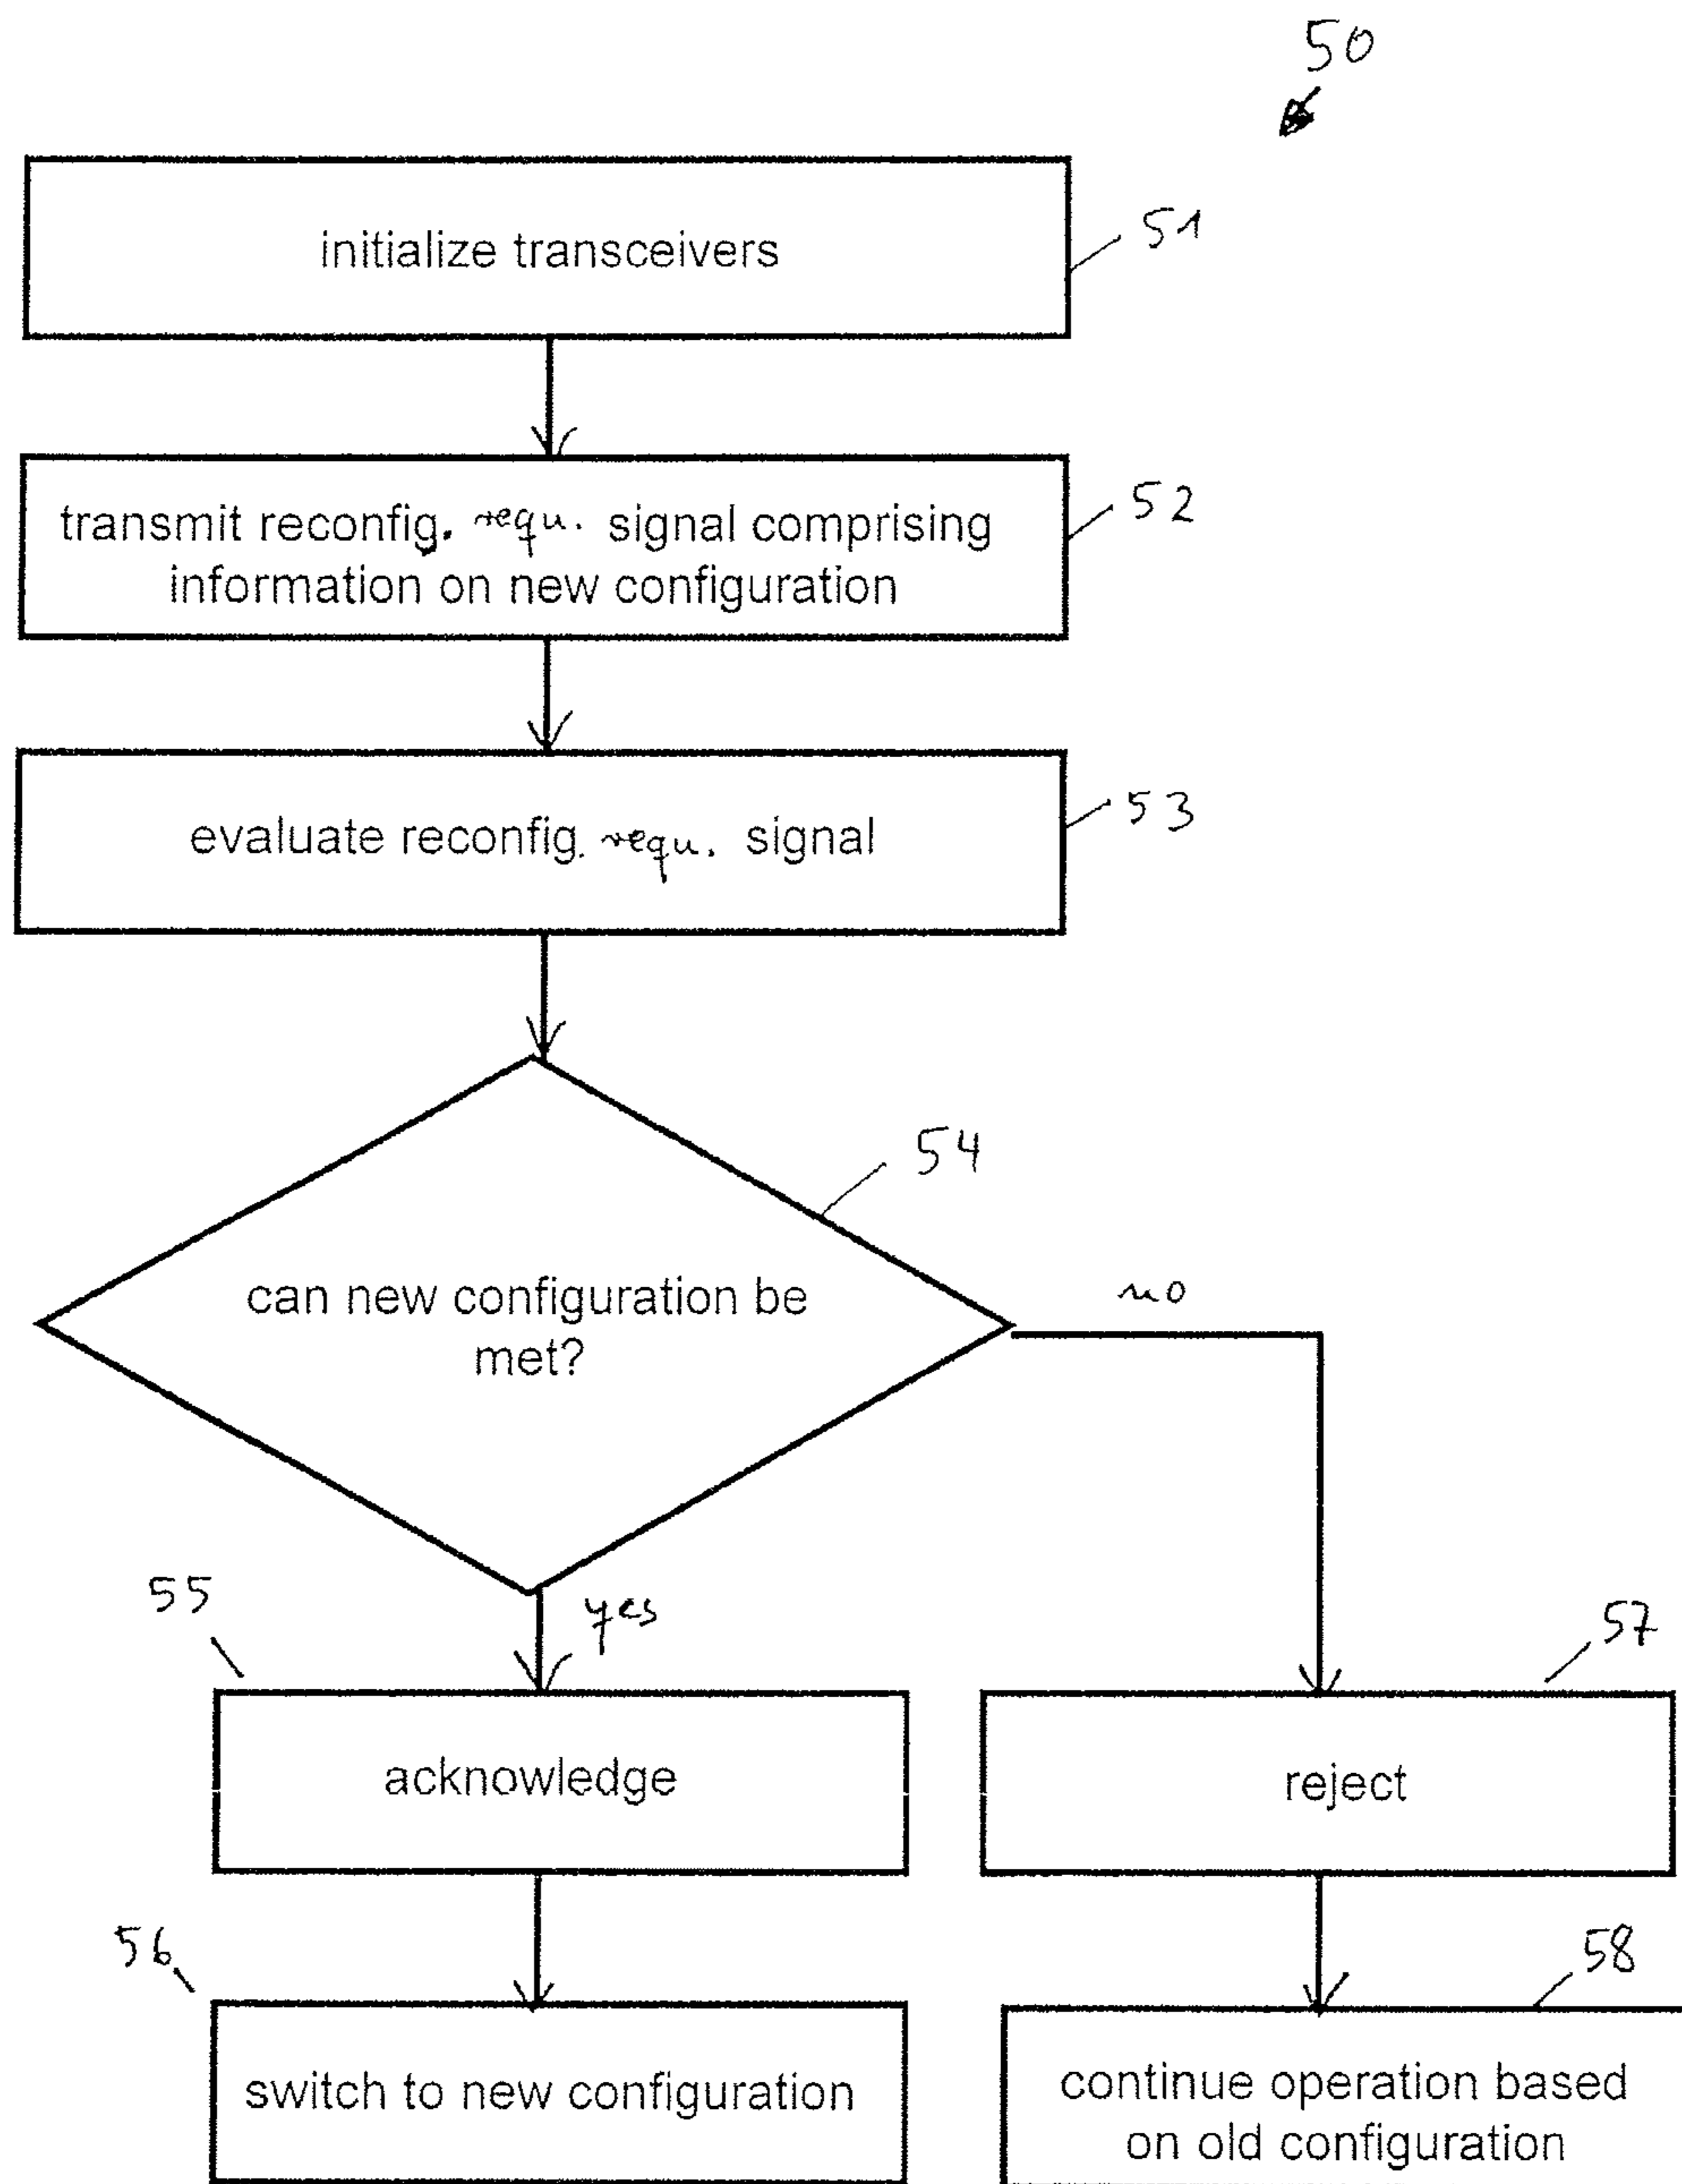 50
initialize transceivers
51
transmit reconfig. requ. signal comprising
information on new configuration
52
evaluate reconfig. requ. signal
53
54
can new configuration be
met?
no
yes
55
57
acknowledge
reject
56
58
switch to new configuration
continue operation based
on old configuration